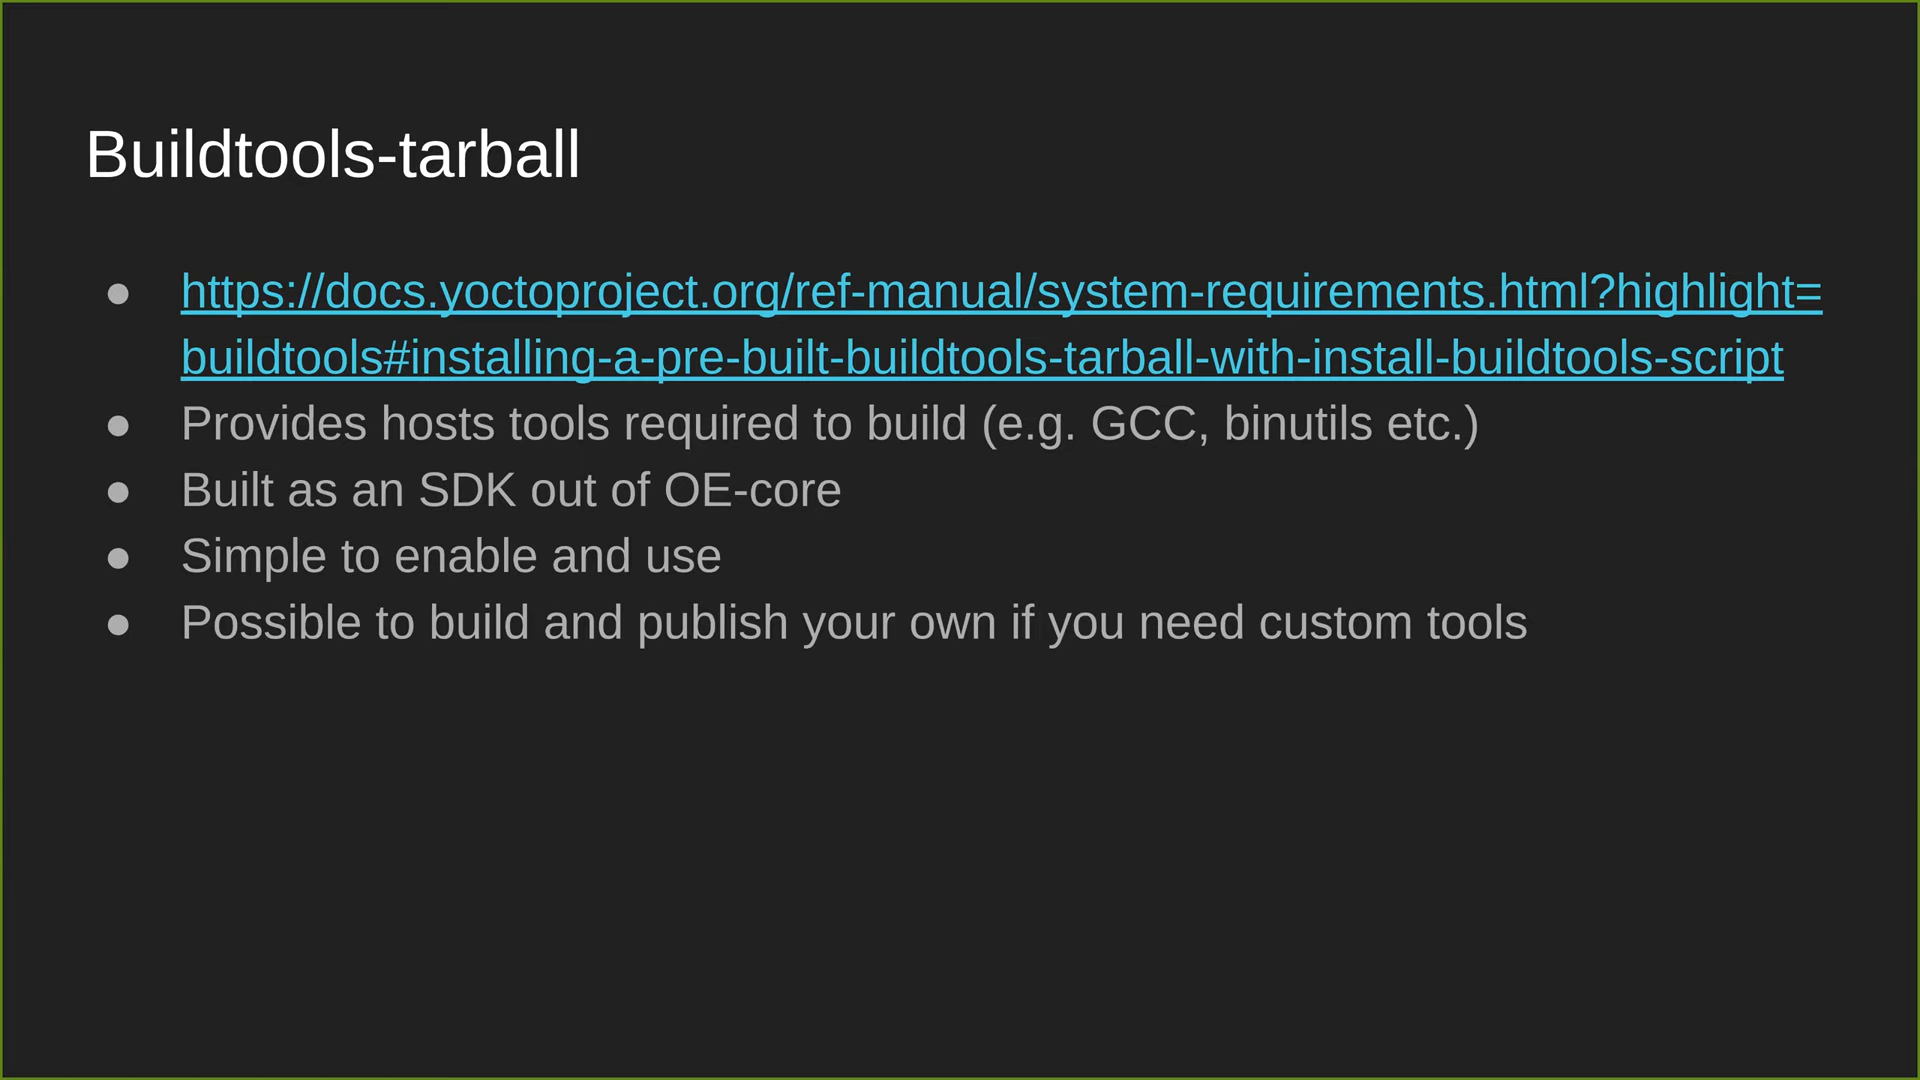 Buildtools-tarball
● https://docs.yoctoproject.org/ref-manual/system-requirements.html?highlight=
buildtools#installing-a-pre-built-buildtools-tarball-with-install-buildtools-script
● Provides hosts tools required to build (e.g. GCC, binutils etc.)
● Built as an SDK out of OE-core
● Simple to enable and use
● Possible to build and publish your own if you need custom tools